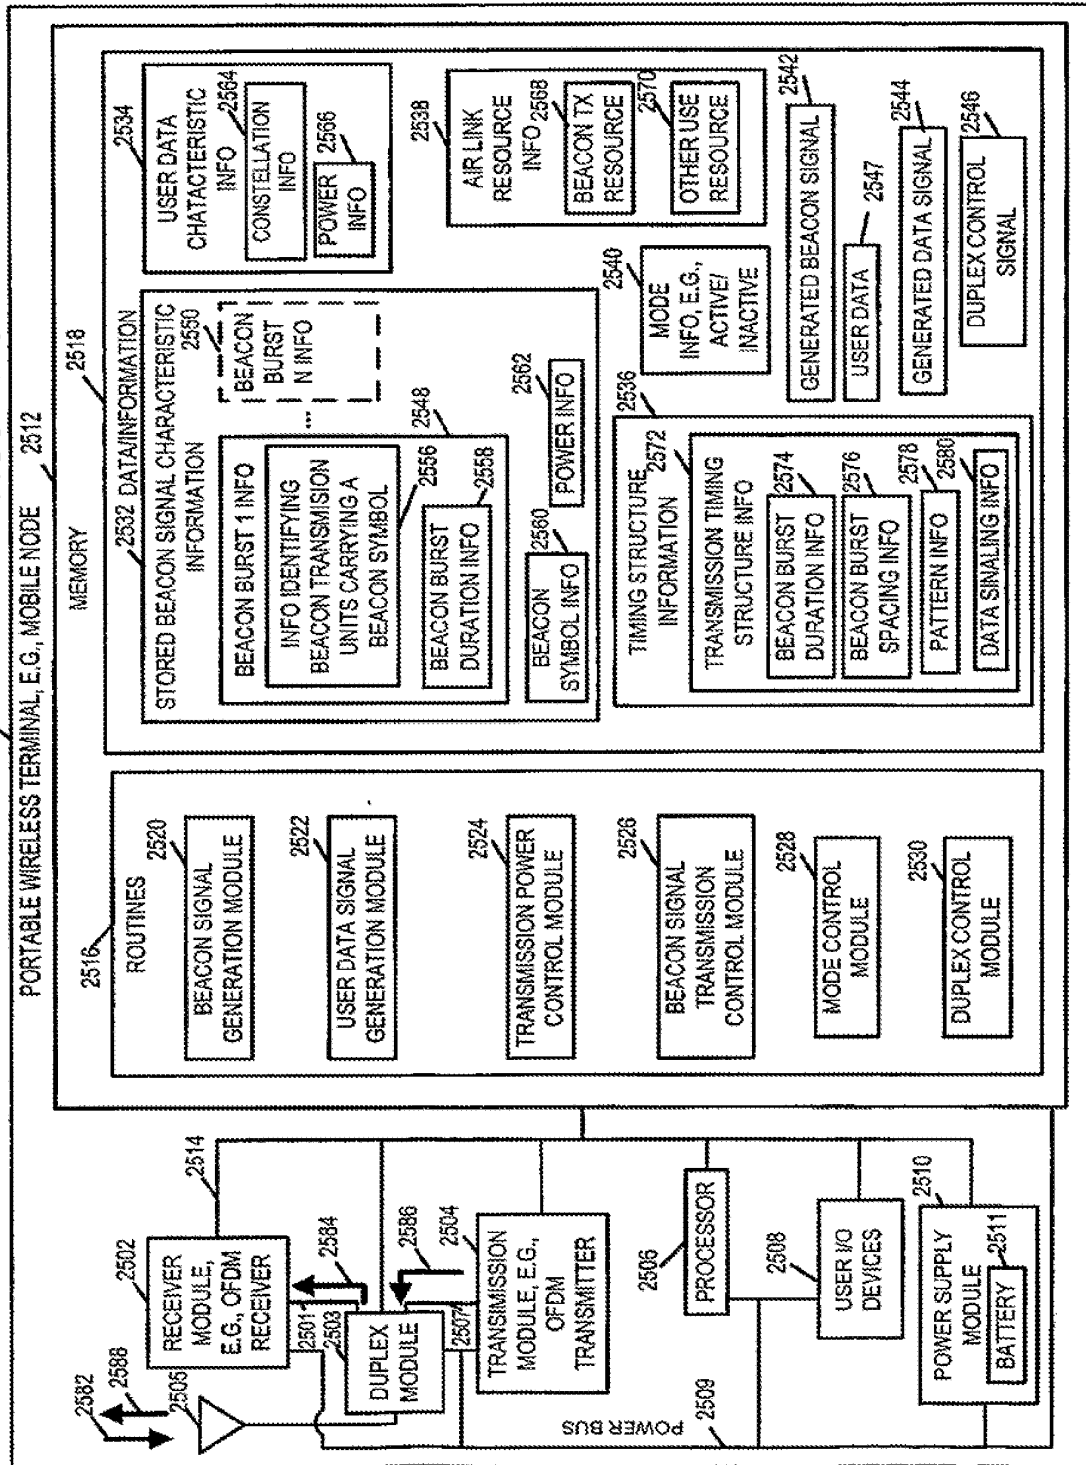 PORTABLE WIRELESS TERMINAL, E.G., MOBILE NODE
2512
MEMORY
2518
2516
ROUTINES
2520
BEACON SIGNAL
GENERATION MODULE
2522
USER DATA SIGNAL
GENERATION MODULE
2524
TRANSMISSION POWER
CONTROL MODULE
2526
BEACON SIGNAL
TRANSMISSION
CONTROL MODULE
2528
MODE CONTROL
MODULE
2530
DUPLEX CONTROL
MODULE
2532 DATA/INFORMATION
STORED BEACON SIGNAL CHARACTERISTIC
INFORMATION
2550
BEACON
BURST
N INFO
...
2548
BEACON BURST 1 INFO
INFO IDENTIFYING
BEACON TRANSMISION
UNITS CARRYING A
BEACON SYMBOL
2556
BEACON BURST
DURATION INFO
2558
2560
BEACON
SYMBOL INFO
2562
POWER INFO
2534
USER DATA
CHATACTERISTIC
INFO
2564
CONSTELLATION
INFO
2566
POWER
INFO
2538
AIR LINK
RESOURCE
INFO
2568
BEACON TX
RESOURCE
2570
OTHER USE
RESOURCE
2536
TIMING STRUCTURE
INFORMATION
2572
TRANSMISSION TIMING
STRUCTURE INFO
2574
BEACON BURST
DURATION INFO
2576
BEACON BURST
SPACING INFO
2578
PATTERN INFO
2580
DATA SINALING INFO
2540
MODE
INFO, E.G.,
ACTIVE/
INACTIVE
2542
GENERATED BEACON SIGNAL
2547
USER DATA
2544
GENERATED DATA SIGNAL
2546
DUPLEX CONTROL
SIGNAL
2582
2588
2505
2502
RECEIVER
MODULE,
E.G., OFDM
RECEIVER
2514
2501
2503
2584
DUPLEX
MODULE
2586
2507
2504
TRANSIMISSION
MODULE, E.G.,
OFDM
TRANSMITTER
2506
PROCESSOR
2508
USER I/O
DEVICES
2510
POWER SUPPLY
MODULE
2511
BATTERY
POWER BUS
2509